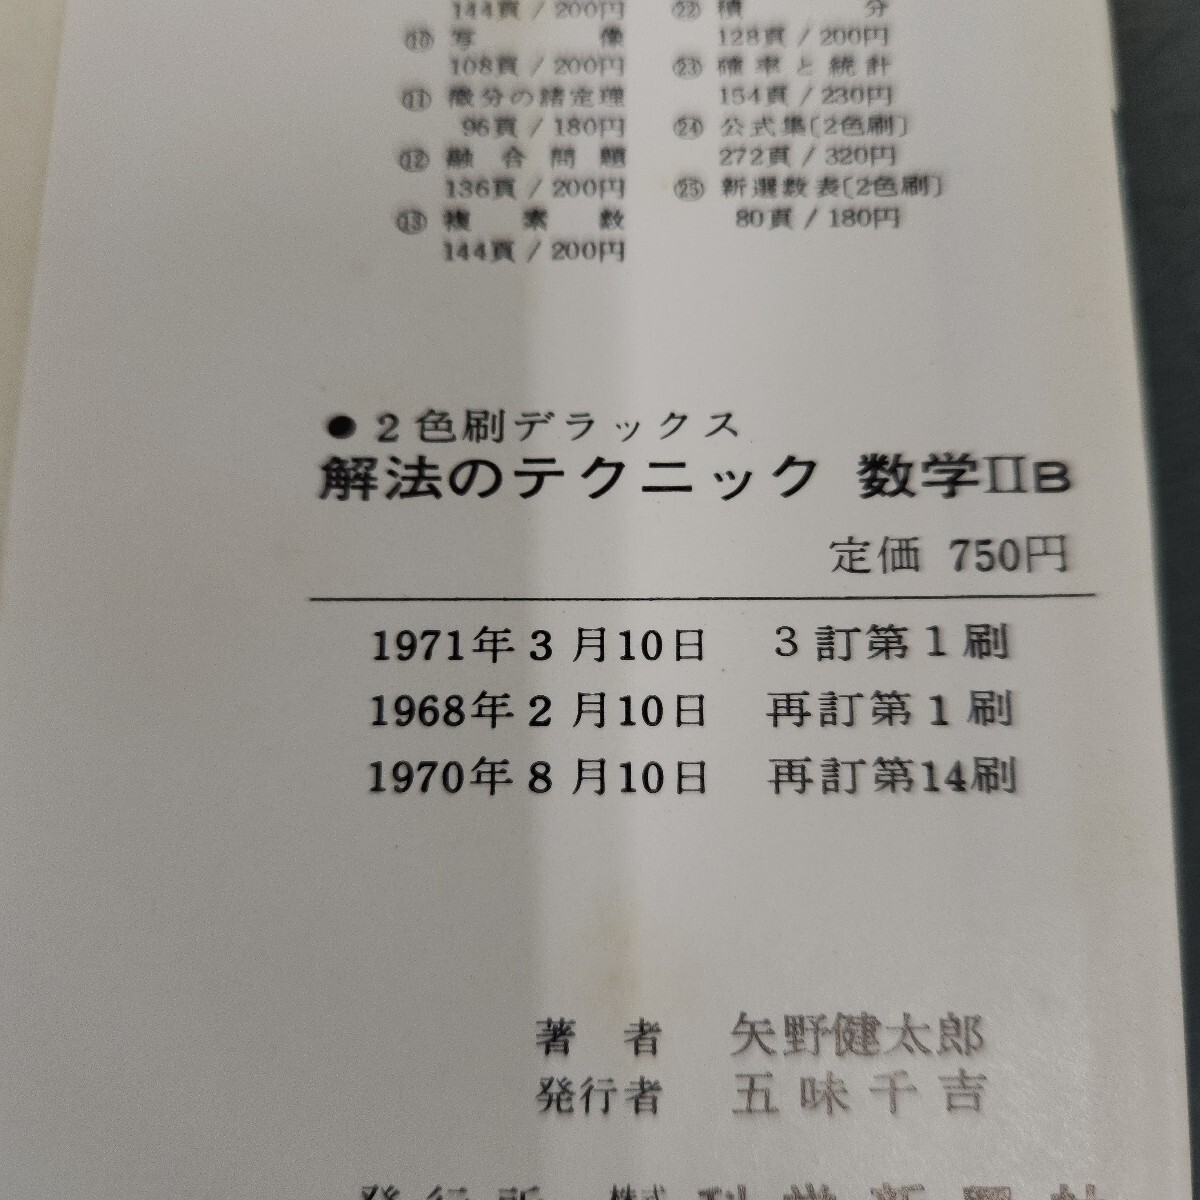 144頁/200円
⑩ 写像
108頁/200円
⑪ 微分の諸定理
96頁/180円
⑫ 融合問題
136頁/200円
⑬ 複素数
144頁/200円
㉒ 積分
128頁/200円
㉓ 確率と統計
154頁/230円
㉔ 公式集〔2色刷〕
272頁/320円
㉕ 新選数表〔2色刷〕
80頁/180円
●2色刷デラックス
解法のテクニック 数学ⅡB
定価 750円
1971年3月10日 3訂第1刷
1968年2月10日 再訂第1刷
1970年8月10日 再訂第14刷
著者 矢野健太郎
発行者 五味千吉
発行所 株式 科学新興社